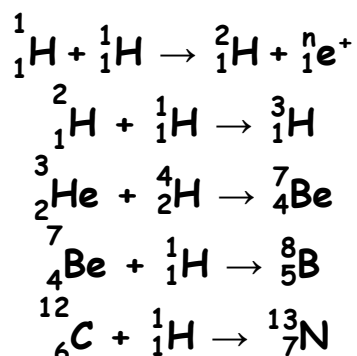 ¹₁H + ¹₁H → ²₁H + ⁿ₁e⁺
²₁H + ¹₁H → ³₁H
³₂He + ⁴₂H → ⁷₄Be
⁷₄Be + ¹₁H → ⁸₅B
¹²₆C + ¹₁H → ¹³₇N